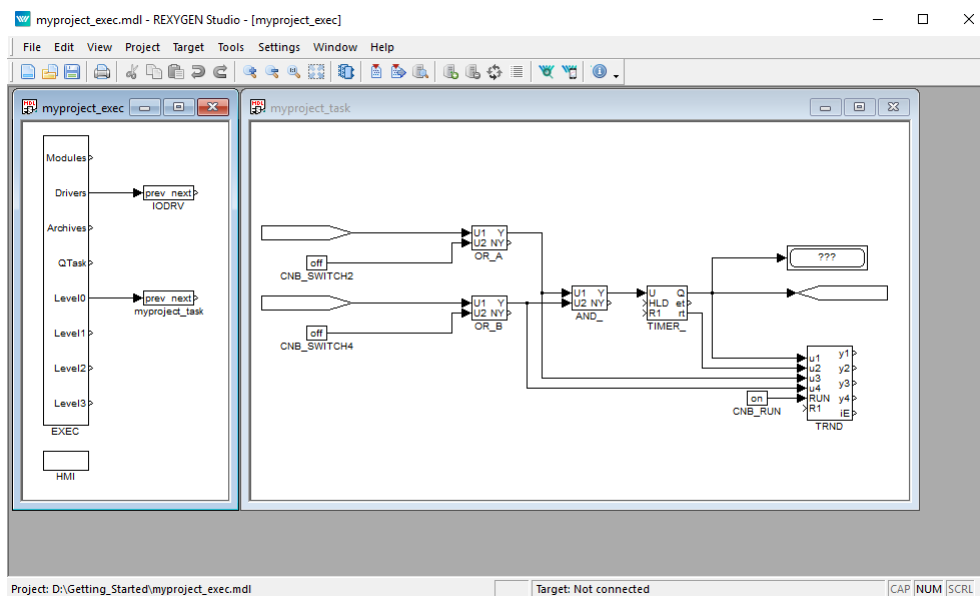 myproject_exec.mdl - REXYGEN Studio - [myproject_exec]
File Edit View Project Target Tools Settings Window Help
myproject_exec
Modules
Drivers
prev next
IODRV
Archives
QTask
Level0
prev next
myproject_task
Level1
Level2
Level3
EXEC
HMI
myproject_task
U1 Y
U2 NY
OR_A
off
CNB_SWITCH2
U1 Y
U2 NY
OR_B
off
CNB_SWITCH4
U1 Y
U2 NY
AND_
U Q
HLD et
R1 rt
TIMER_
???
u1 y1
u2 y2
u3 y3
u4 y4
RUN
R1 iE
TRND
on
CNB_RUN
Project: D:\Getting_Started\myproject_exec.mdl
Target: Not connected
CAP NUM SCRL